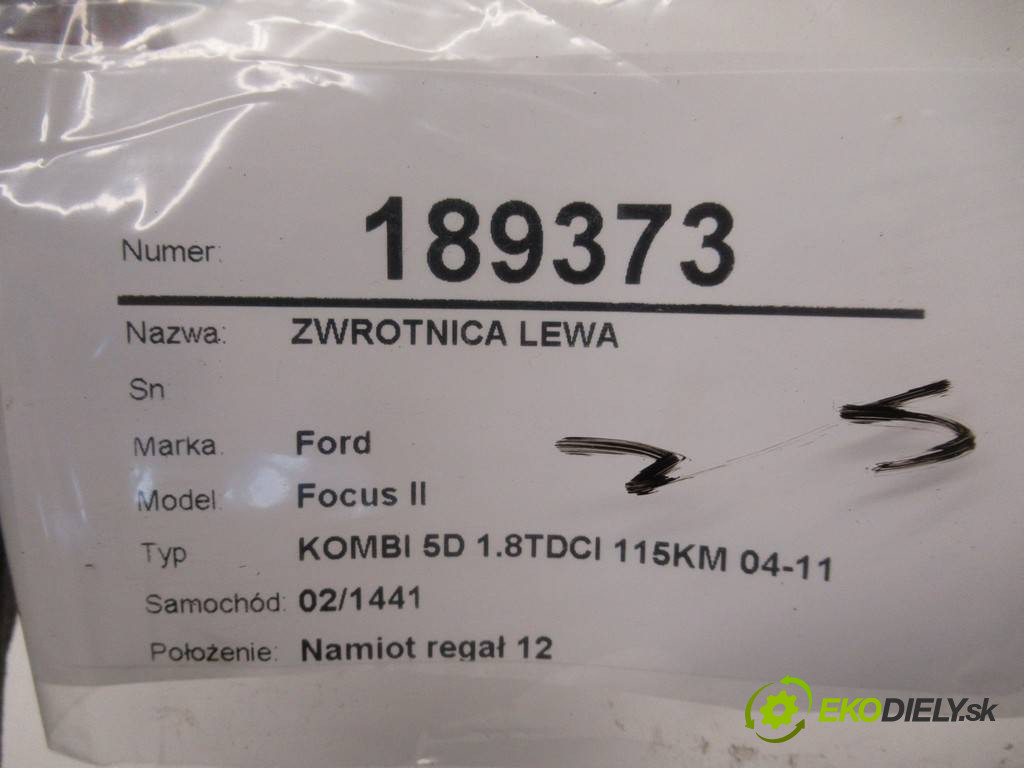 Numer: 189373
Nazwa: ZWROTNICA LEWA
Sn
Marka: Ford
Model: Focus II
Typ KOMBI 5D 1.8TDCI 115KM 04-11
Samochód: 02/1441
Położenie: Namiot regał 12
EKODIELY.sk